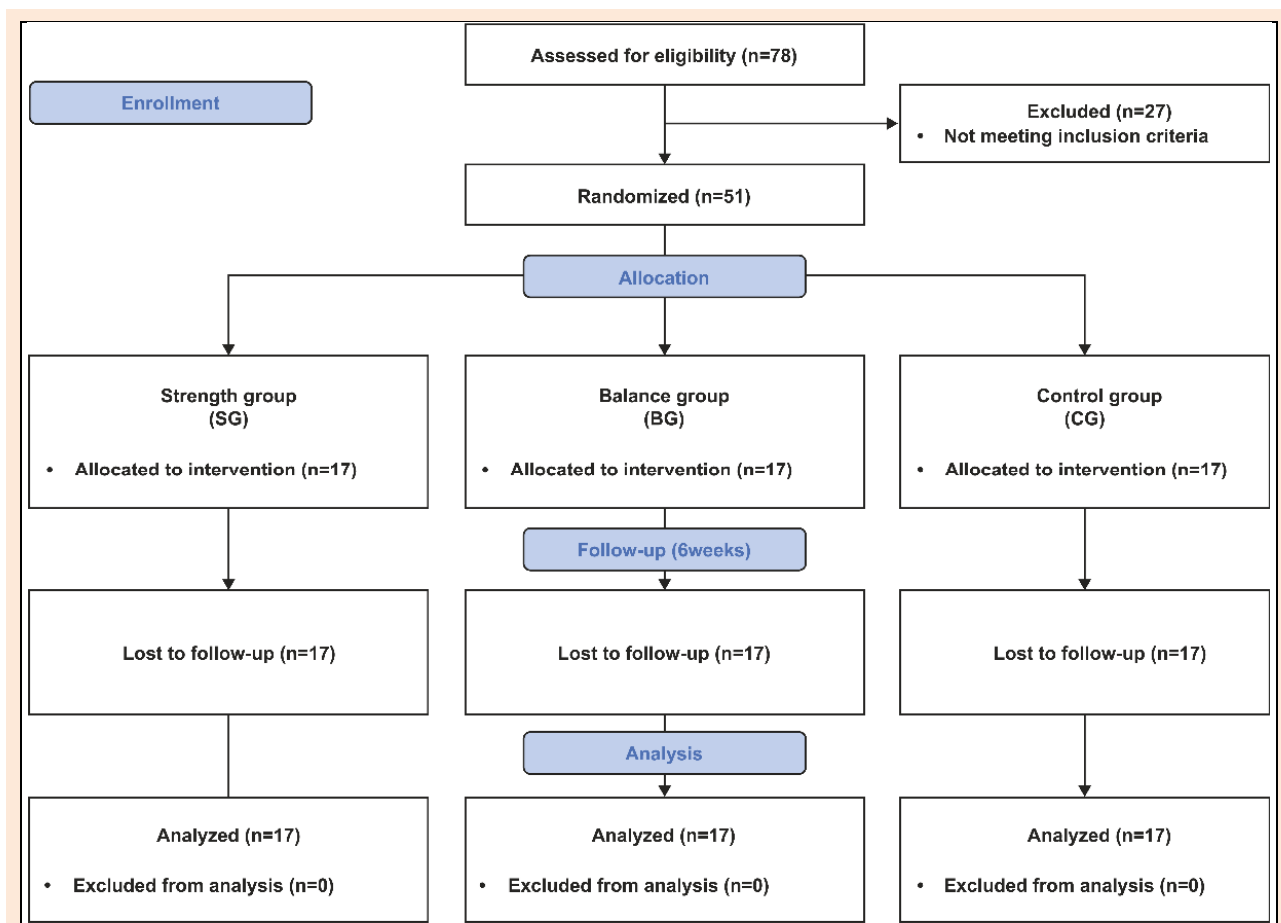 Assessed for eligibility (n=78)
Enrollment
Excluded (n=27)
• Not meeting inclusion criteria
Randomized (n=51)
Allocation
Strength group
(SG)
• Allocated to intervention (n=17)
Balance group
(BG)
• Allocated to intervention (n=17)
Control group
(CG)
• Allocated to intervention (n=17)
Follow-up (6weeks)
Lost to follow-up (n=17)
Lost to follow-up (n=17)
Lost to follow-up (n=17)
Analysis
Analyzed (n=17)
• Excluded from analysis (n=0)
Analyzed (n=17)
• Excluded from analysis (n=0)
Analyzed (n=17)
• Excluded from analysis (n=0)